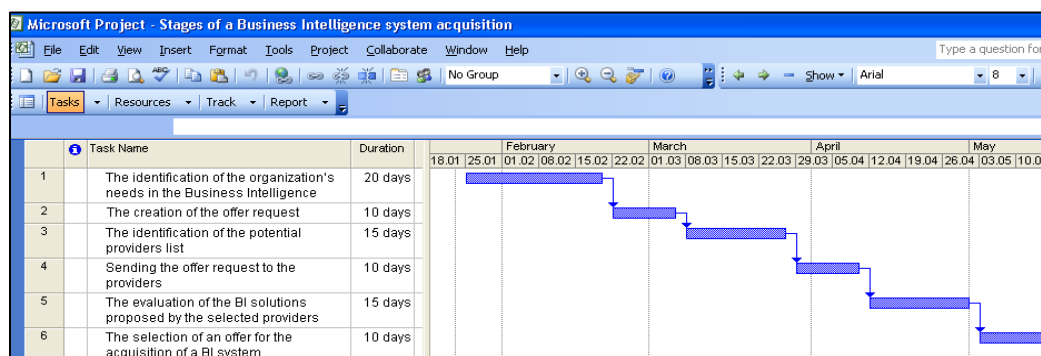 Microsoft Project - Stages of a Business Intelligence system acquisition
File Edit View Insert Format Tools Project Collaborate Window Help
Type a question for
No Group Show Arial 8
Tasks Resources Track Report
Task Name Duration February March April May
18.01 25.01 01.02 08.02 15.02 22.02 01.03 08.03 15.03 22.03 29.03 05.04 12.04 19.04 26.04 03.05 10.0
1 The identification of the organization's 20 days
needs in the Business Intelligence
2 The creation of the offer request 10 days
3 The identification of the potential 15 days
providers list
4 Sending the offer request to the 10 days
providers
5 The evaluation of the BI solutions 15 days
proposed by the selected providers
6 The selection of an offer for the 10 days
acquisition of a BI system